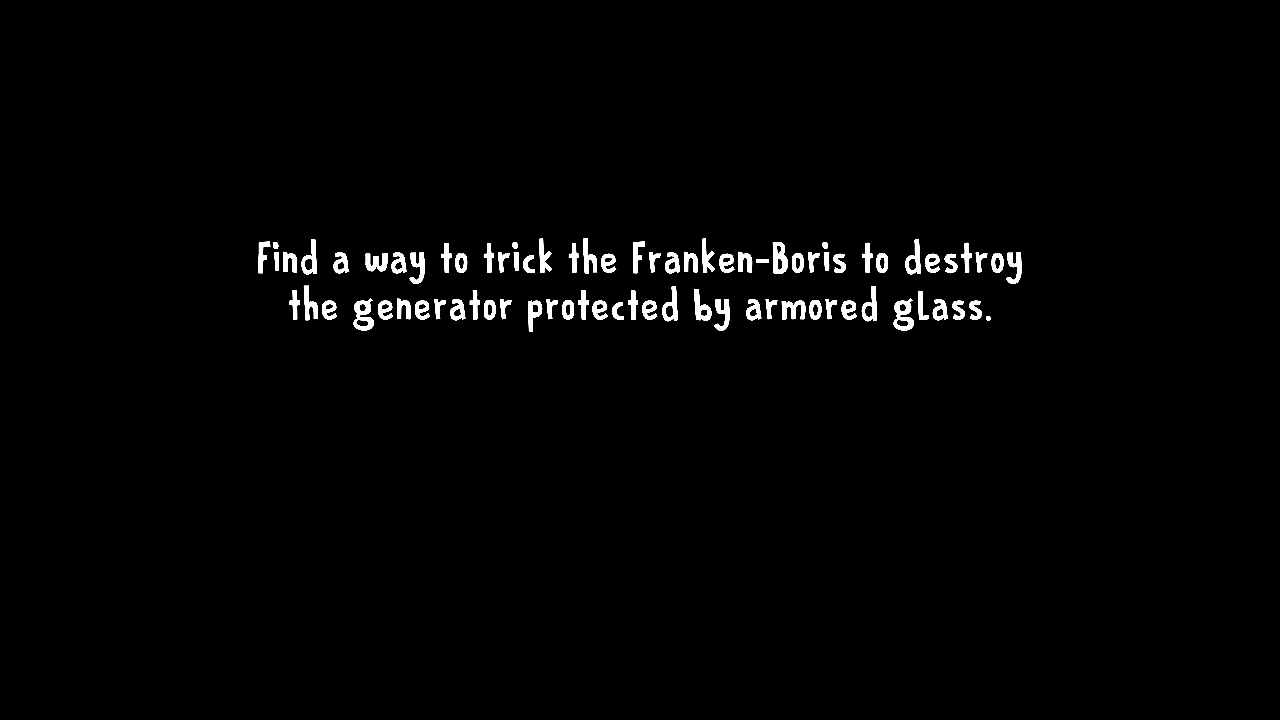 Find a way to trick the Franken-Boris to destroy
the generator protected by armored glass.